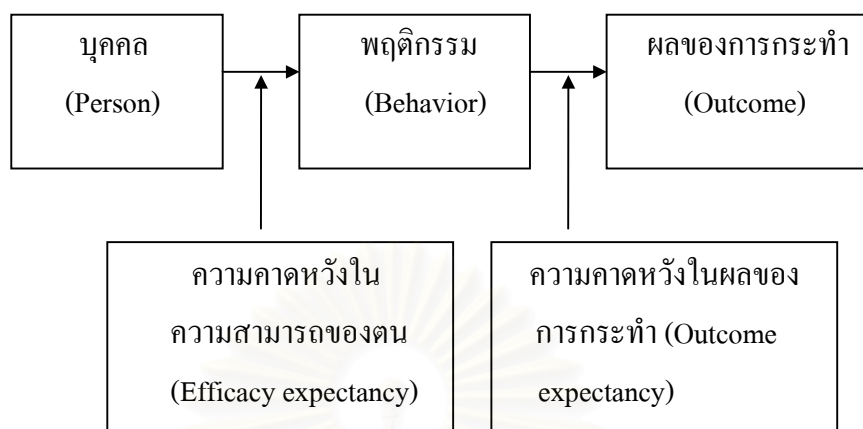 บุคคล
(Person)
พฤติกรรม
(Behavior)
ผลของการกระทำ
(Outcome)
ความคาดหวังใน
ความสามารถของตน
(Efficacy expectancy)
ความคาดหวังในผลของ
การกระทำ (Outcome
expectancy)